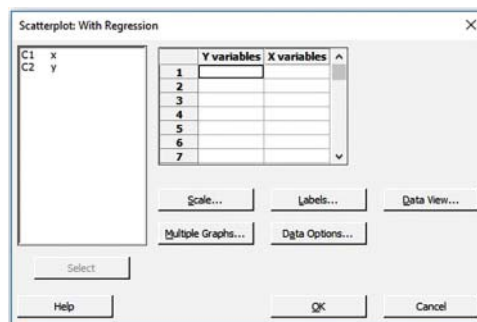 Scatterplot: With Regression
C1 x
C2 y
Y variables X variables
1
2
3
4
5
6
7
Scale... Labels... Data View...
Multiple Graphs... Data Options...
Select
Help OK Cancel